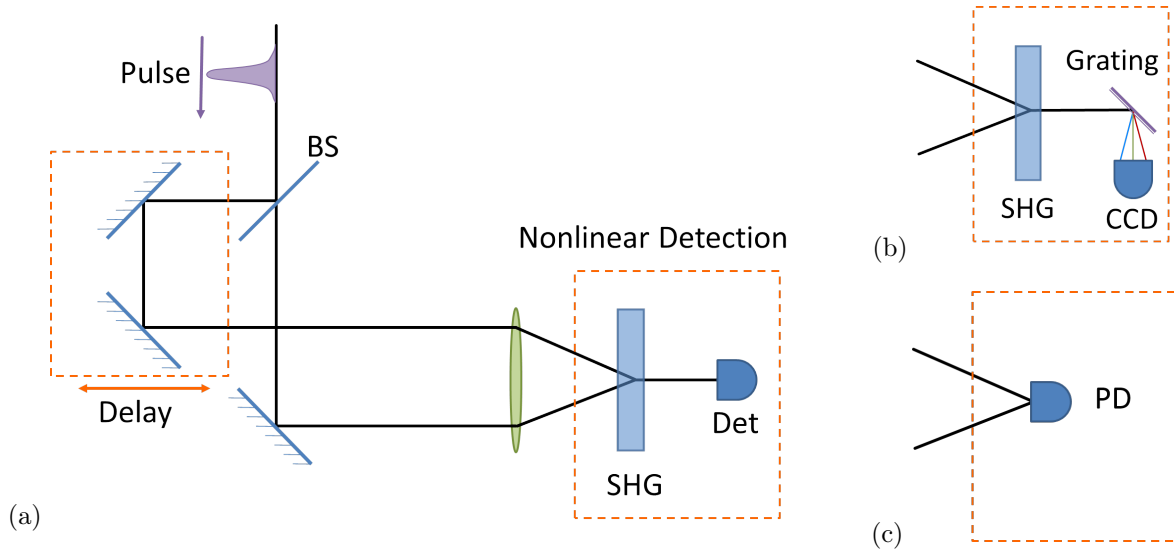 Pulse
BS
Delay
Nonlinear Detection
SHG
Det
(a)
Grating
SHG
CCD
(b)
PD
(c)